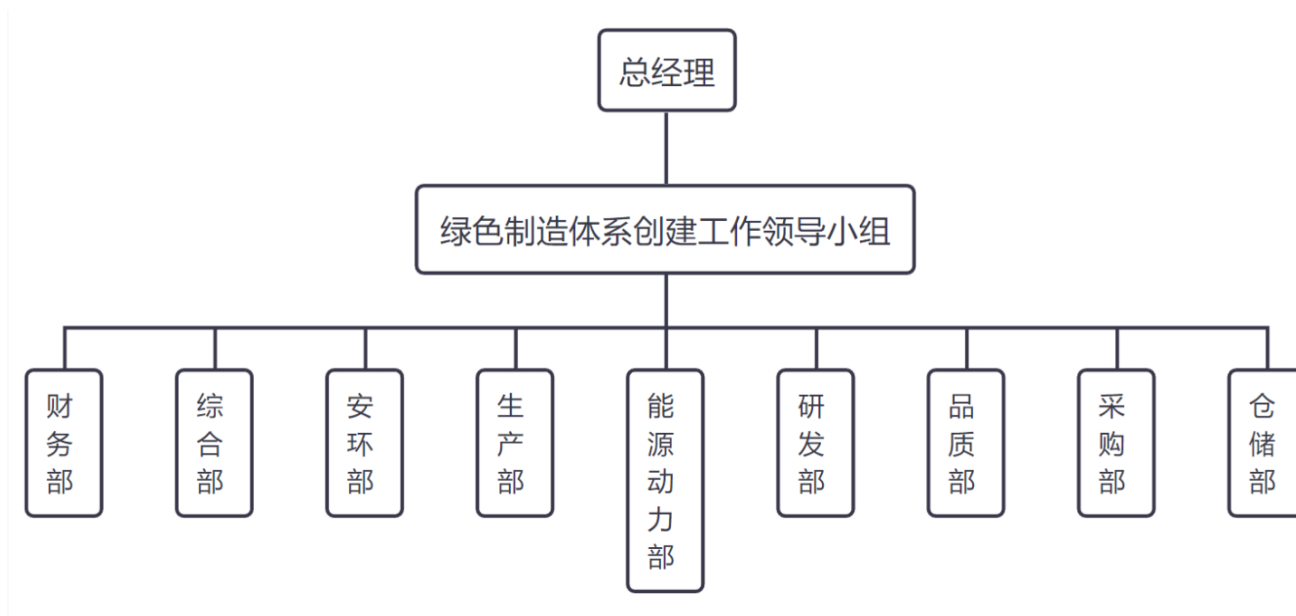 总经理
绿色制造体系创建工作领导小组
财务部
综合部
安环部
生产部
能源动力部
研发部
品质部
采购部
仓储部